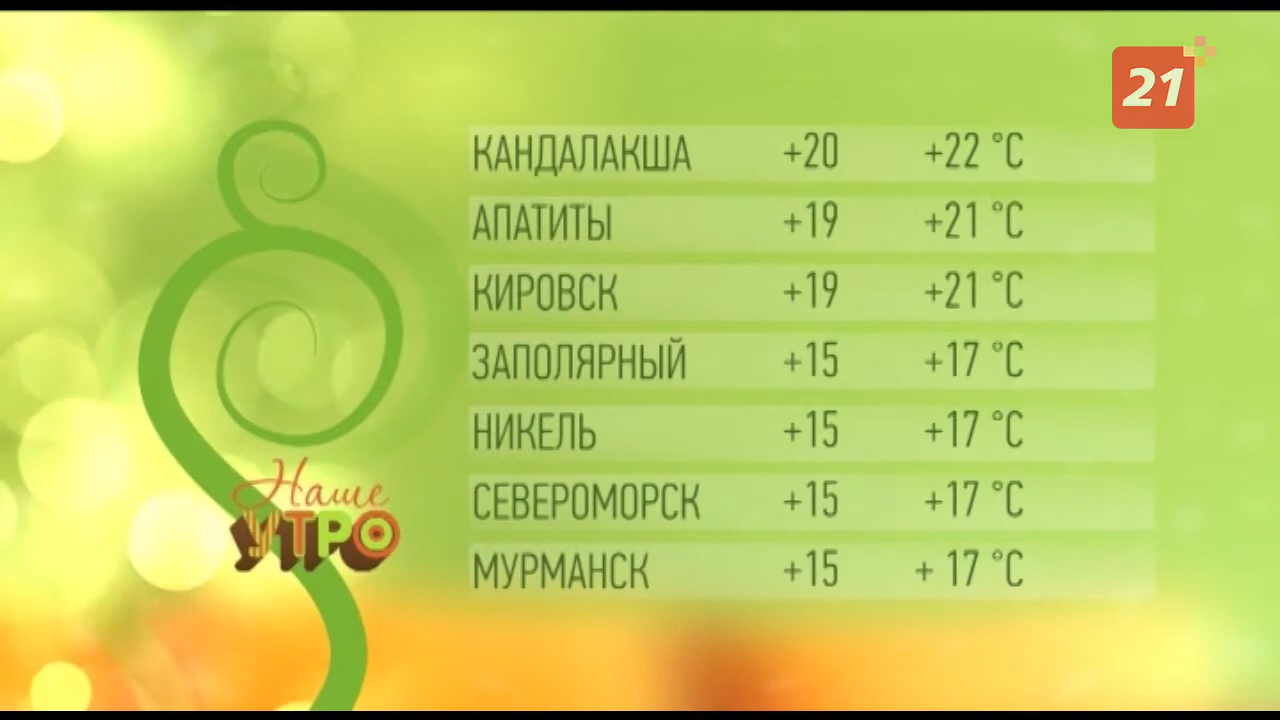 21
КАНДАЛАКША +20 +22 °C
АПАТИТЫ +19 +21 °C
КИРОВСК +19 +21 °C
ЗАПОЛЯРНЫЙ +15 +17 °C
НИКЕЛЬ +15 +17 °C
СЕВЕРОМОРСК +15 +17 °C
МУРМАНСК +15 + 17 °C
Наше
УТРО